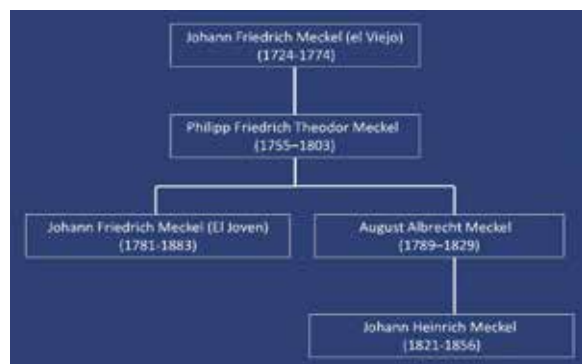 Johann Friedrich Meckel (el Viejo)
(1724-1774)
Philipp Friedrich Theodor Meckel
(1755–1803)
Johann Friedrich Meckel (El Joven)
(1781-1883)
August Albrecht Meckel
(1789–1829)
Johann Heinrich Meckel
(1821-1856)